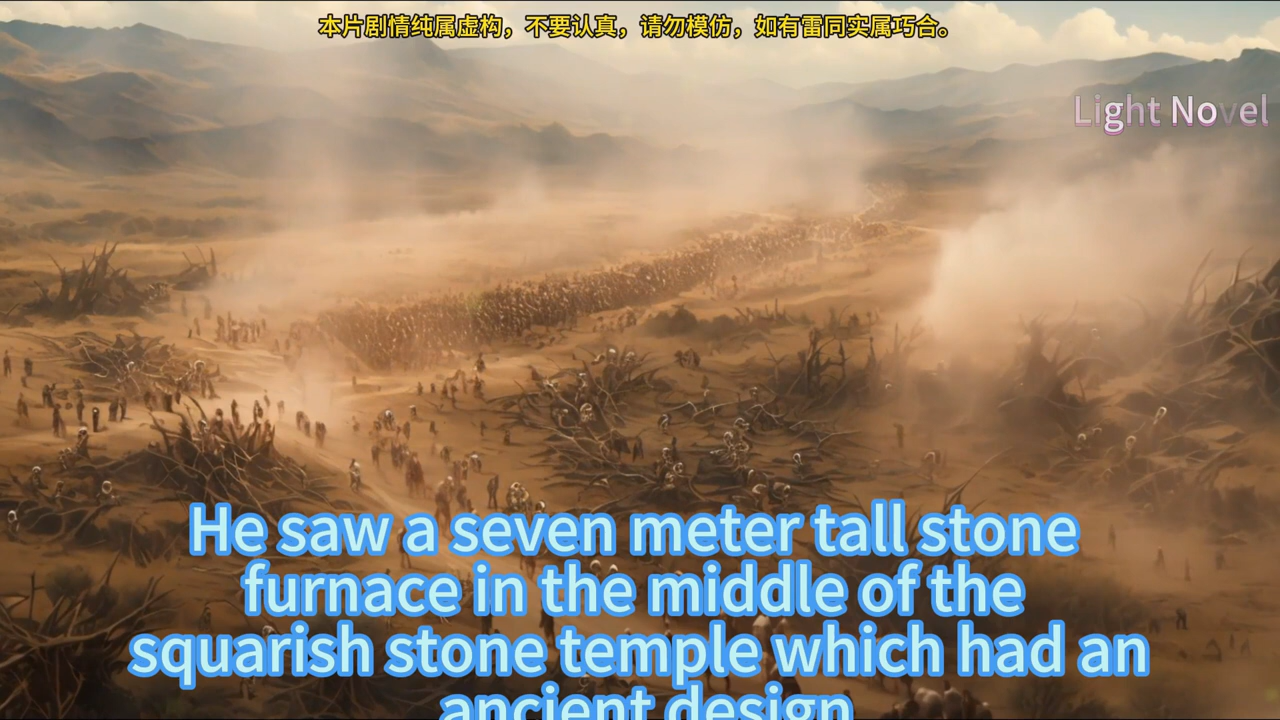 本片剧情纯属虚构，不要认真，请勿模仿，如有雷同实属巧合。
Light Novel
He saw a seven meter tall stone
furnace in the middle of the
squarish stone temple which had an
ancient design